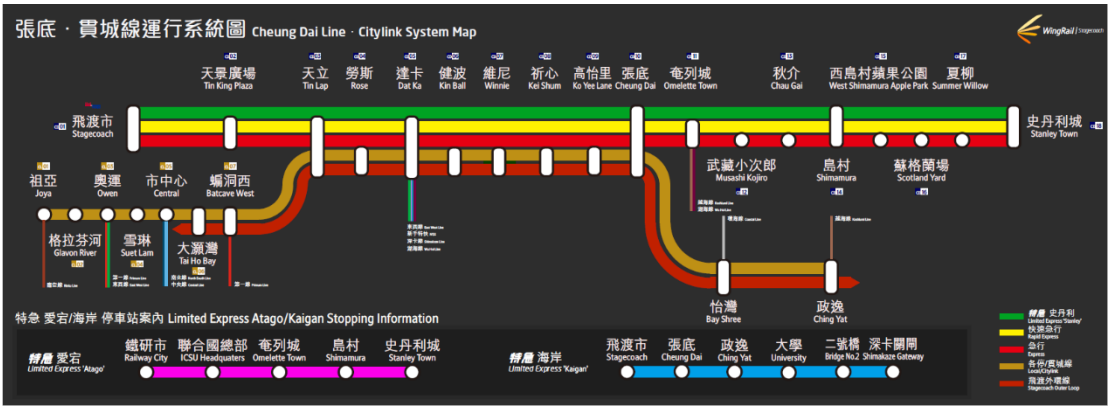 張底 · 貫城線運行系統圖 Cheung Dai Line · Citylink System Map
WingRail | Stagecoach
天景廣場
Tin King Plaza
天立
Tin Lap
勞斯
Rose
達卡
Dat Ka
健波
Kin Ball
維尼
Winnie
祈心
Kei Shum
高怡里
Ko Yee Lane
張底
Cheung Dai
奄列城
Omelette Town
秋介
Chau Gai
西島村蘋果公園
West Shimamura Apple Park
夏柳
Summer Willow
飛渡市
Stagecoach
史丹利城
Stanley Town
武藏小次郎
Musashi Kojiro
島村
Shimamura
蘇格蘭場
Scotland Yard
祖亞
Joya
奧運
Owen
市中心
Central
蝙洞西
Batcave West
格拉芬河
Glavon River
雪琳
Suet Lam
大灝灣
Tai Ho Bay
怡灣
Bay Shree
政逸
Ching Yat
特急 愛宕/海岸 停車站案內 Limited Express Atago/Kaigan Stopping Information
特急 愛宕
Limited Express 'Atago'
鐵研市
Railway City
聯合國總部
ICSU Headquaters
奄列城
Omelette Town
島村
Shimamura
史丹利城
Stanley Town
特急 海岸
Limited Express 'Kaigan'
飛渡市
Stagecoach
張底
Cheung Dai
政逸
Ching Yat
大學
University
二號橋
Bridge No.2
深卡關閘
Shimakaze Gateway
特急 史丹利
Limited Express 'Stanley'
快速急行
Rapid Express
急行
Express
各停/貫城線
Local/Citylink
飛渡外環線
Stagecoach Outer Loop